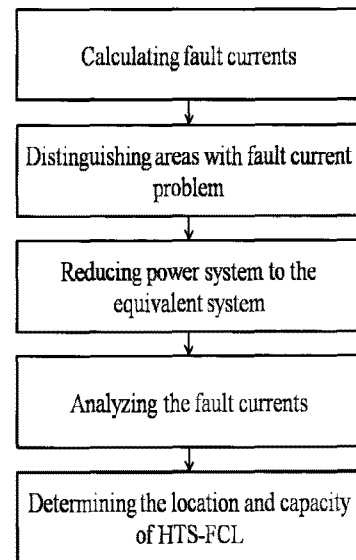 Calculating fault currents
Distinguishing areas with fault current
problem
Reducing power system to the
equivalent system
Analyzing the fault currents
Determining the location and capacity
of HTS-FCL